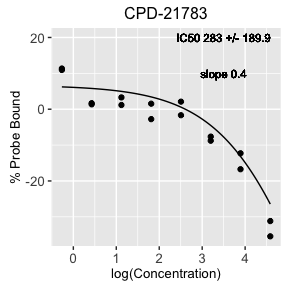 CPD-21783
IC50 283 +/- 189.9
slope 0.4
20
0
-20
% Probe Bound
0 1 2 3 4
log(Concentration)